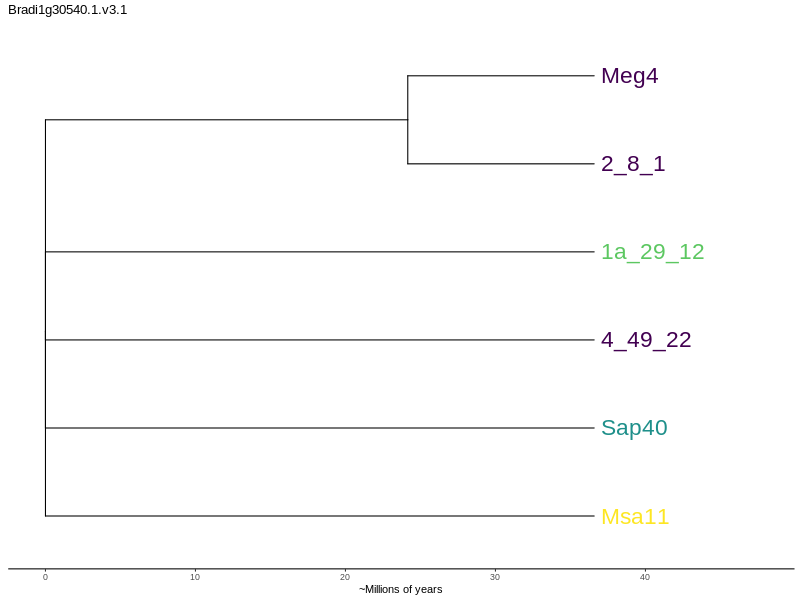 Bradi1g30540.1.v3.1
Meg4
2_8_1
1a_29_12
4_49_22
Sap40
Msa11
0 10 20 30 40
~Millions of years